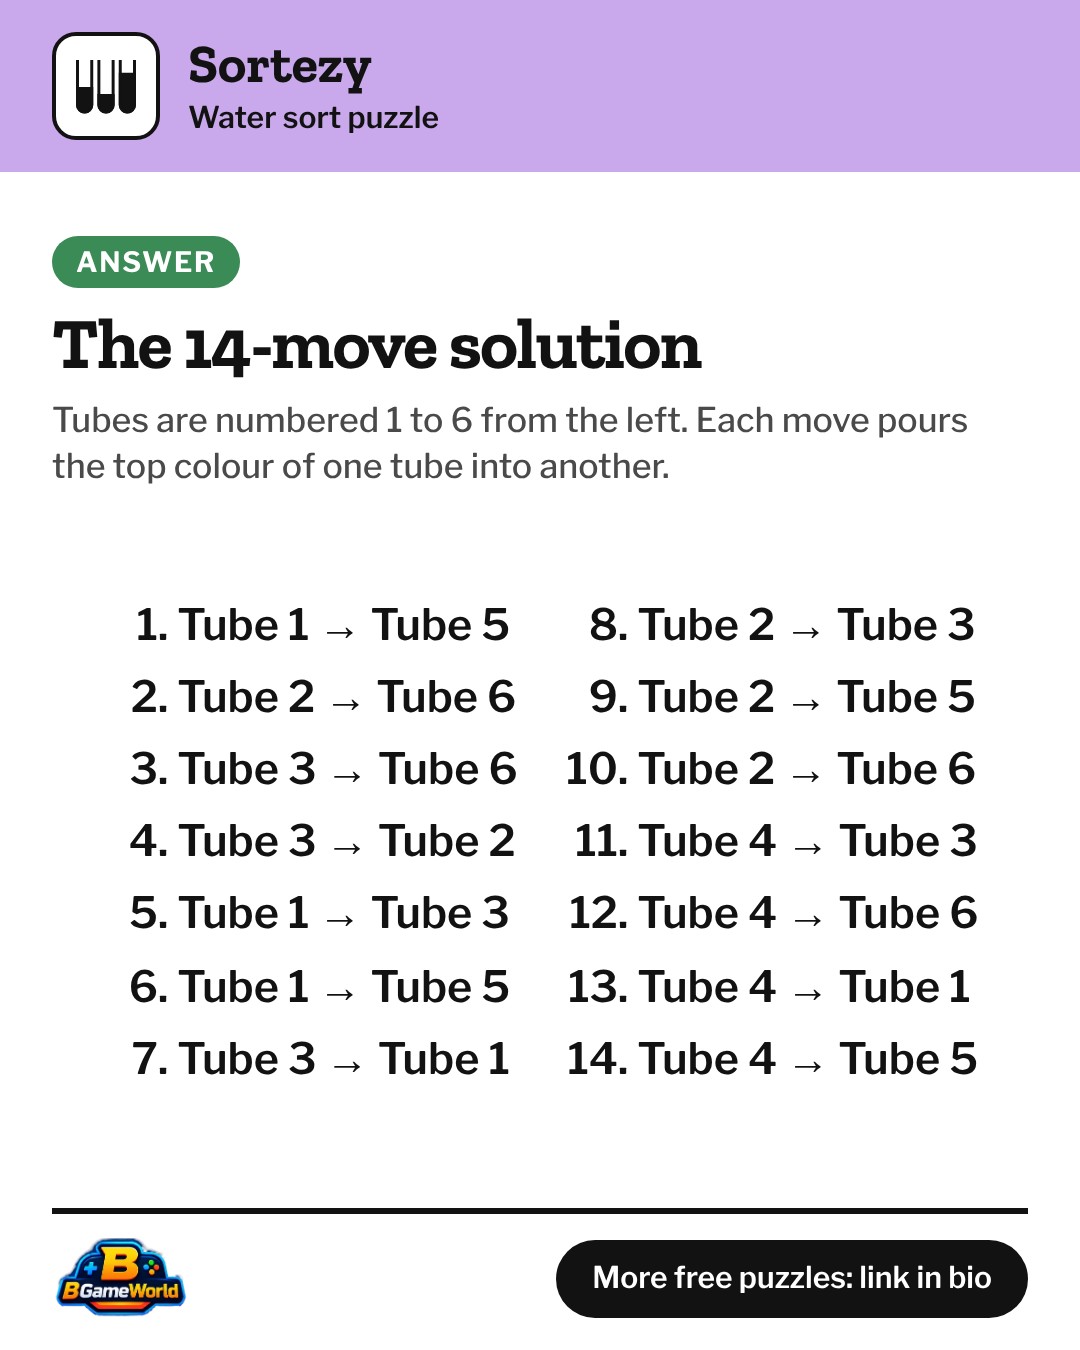 Sortezy
Water sort puzzle
ANSWER
The 14-move solution
Tubes are numbered 1 to 6 from the left. Each move pours
the top colour of one tube into another.
1. Tube 1 → Tube 5
2. Tube 2 → Tube 6
3. Tube 3 → Tube 6
4. Tube 3 → Tube 2
5. Tube 1 → Tube 3
6. Tube 1 → Tube 5
7. Tube 3 → Tube 1
8. Tube 2 → Tube 3
9. Tube 2 → Tube 5
10. Tube 2 → Tube 6
11. Tube 4 → Tube 3
12. Tube 4 → Tube 6
13. Tube 4 → Tube 1
14. Tube 4 → Tube 5
B
BGameWorld
More free puzzles: link in bio